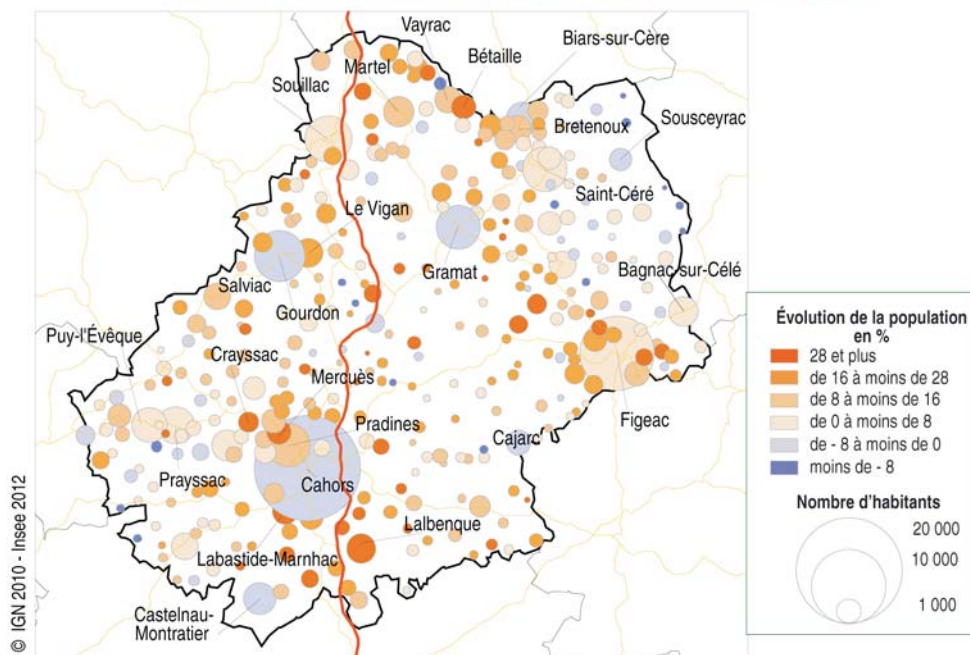 Vayrac
Biars-sur-Cère
Bétaille
Martel
Souillac
Sousceyrac
Bretenoux
Saint-Céré
Le Vigan
Gramat
Bagnac-sur-Célé
Salviac
Gourdon
Puy-l'Évêque
Crayssac
Mercuès
Pradines
Figeac
Cajarc
Prayssac
Cahors
Lalbenque
Labastide-Marnhac
Castelnau-
Montratier
Évolution de la population
en %
28 et plus
de 16 à moins de 28
de 8 à moins de 16
de 0 à moins de 8
de - 8 à moins de 0
moins de - 8
Nombre d'habitants
20 000
10 000
1 000
© IGN 2010 - Insee 2012